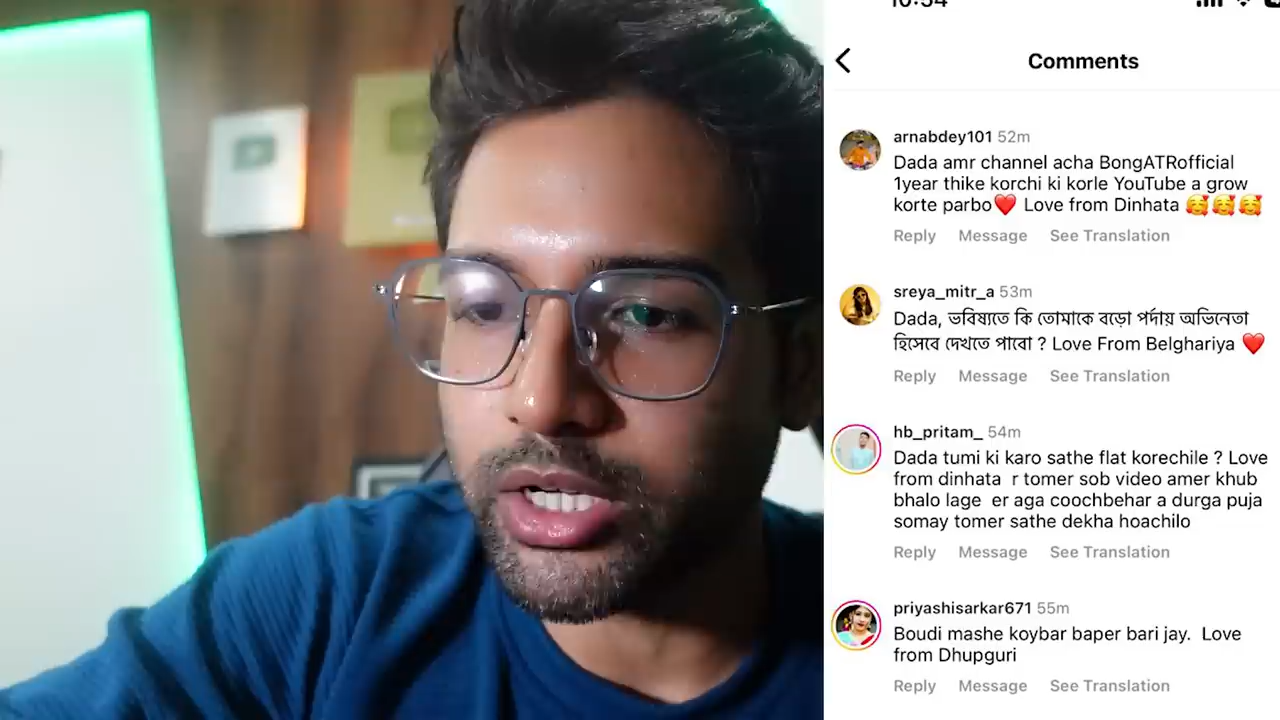 Comments
arnabdey101 52m
Dada amr channel acha BongATRofficial
1year thike korchi ki korle YouTube a grow
korte parbo❤️ Love from Dinhata 🥰🥰🥰
Reply Message See Translation
sreya_mitr_a 53m
Dada, ভবিষ্যতে কি তোমাকে বড়ো পর্দায় অভিনেতা
হিসেবে দেখতে পাবো ? Love From Belghariya ❤️
Reply Message See Translation
hb_pritam_ 54m
Dada tumi ki karo sathe flat korechile ? Love
from dinhata r tomer sob video amer khub
bhalo lage er aga coochbehar a durga puja
somay tomer sathe dekha hoachilo
Reply Message See Translation
priyashisarkar671 55m
Boudi mashe koybar baper bari jay. Love
from Dhupguri
Reply Message See Translation